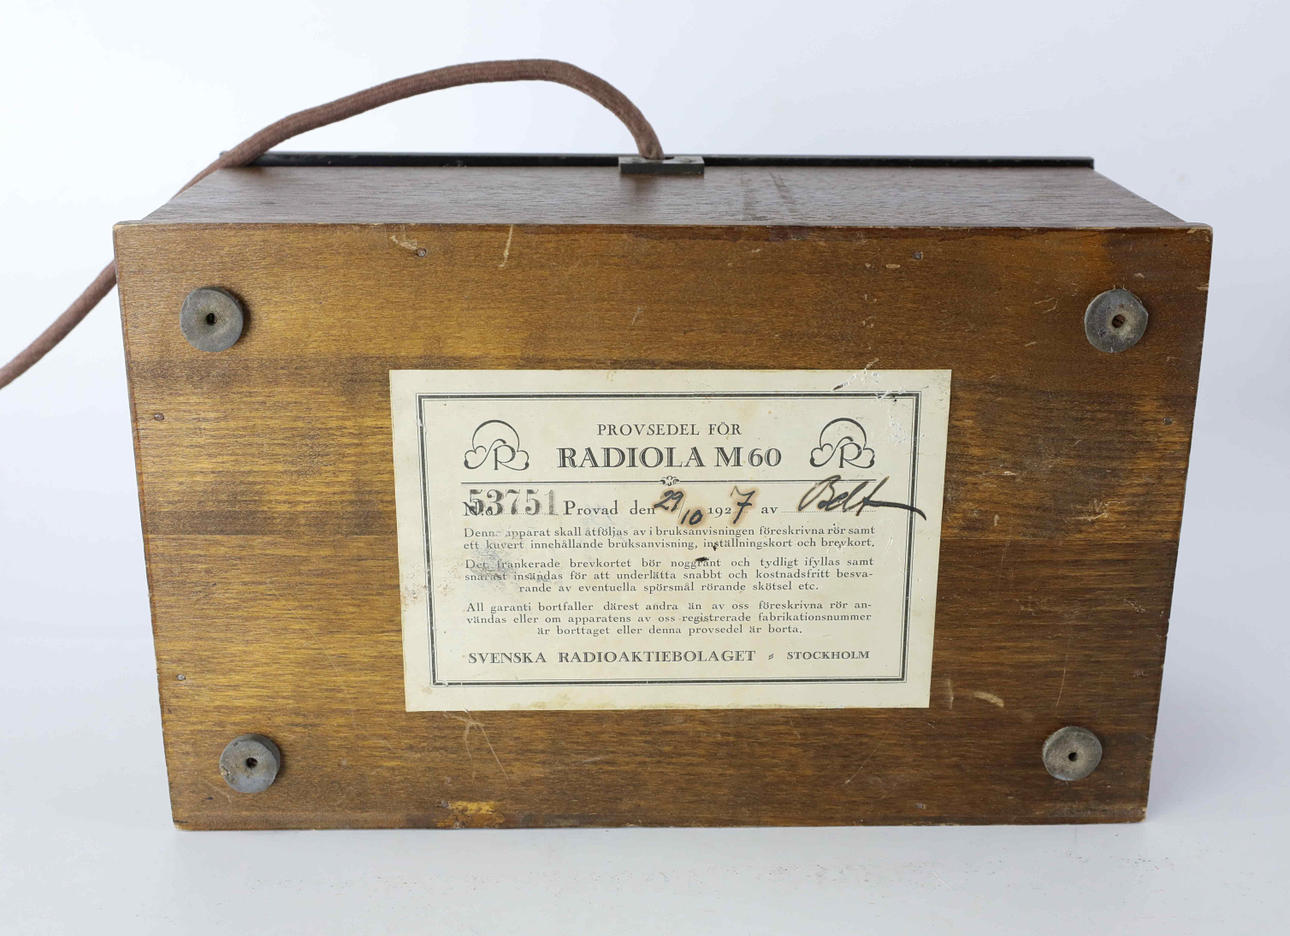 PROVSEDEL FÖR
RADIOLA M60
SR SR
No 53751 Provad den 29/10 1927 av
Denna apparat skall åtföljas av i bruksanvisningen föreskrivna rör samt
ett kuvert innehållande bruksanvisning, inställningskort och brevkort.
Det frankerade brevkortet bör noggrant och tydligt ifyllas samt
snarast insändas för att underlätta snabbt och kostnadsfritt besva-
rande av eventuella spörsmål rörande skötsel etc.
All garanti bortfaller därest andra än av oss föreskrivna rör an-
vändas eller om apparatens av oss registrerade fabrikationsnummer
är borttaget eller denna provsedel är borta.
SVENSKA RADIOAKTIEBOLAGET STOCKHOLM